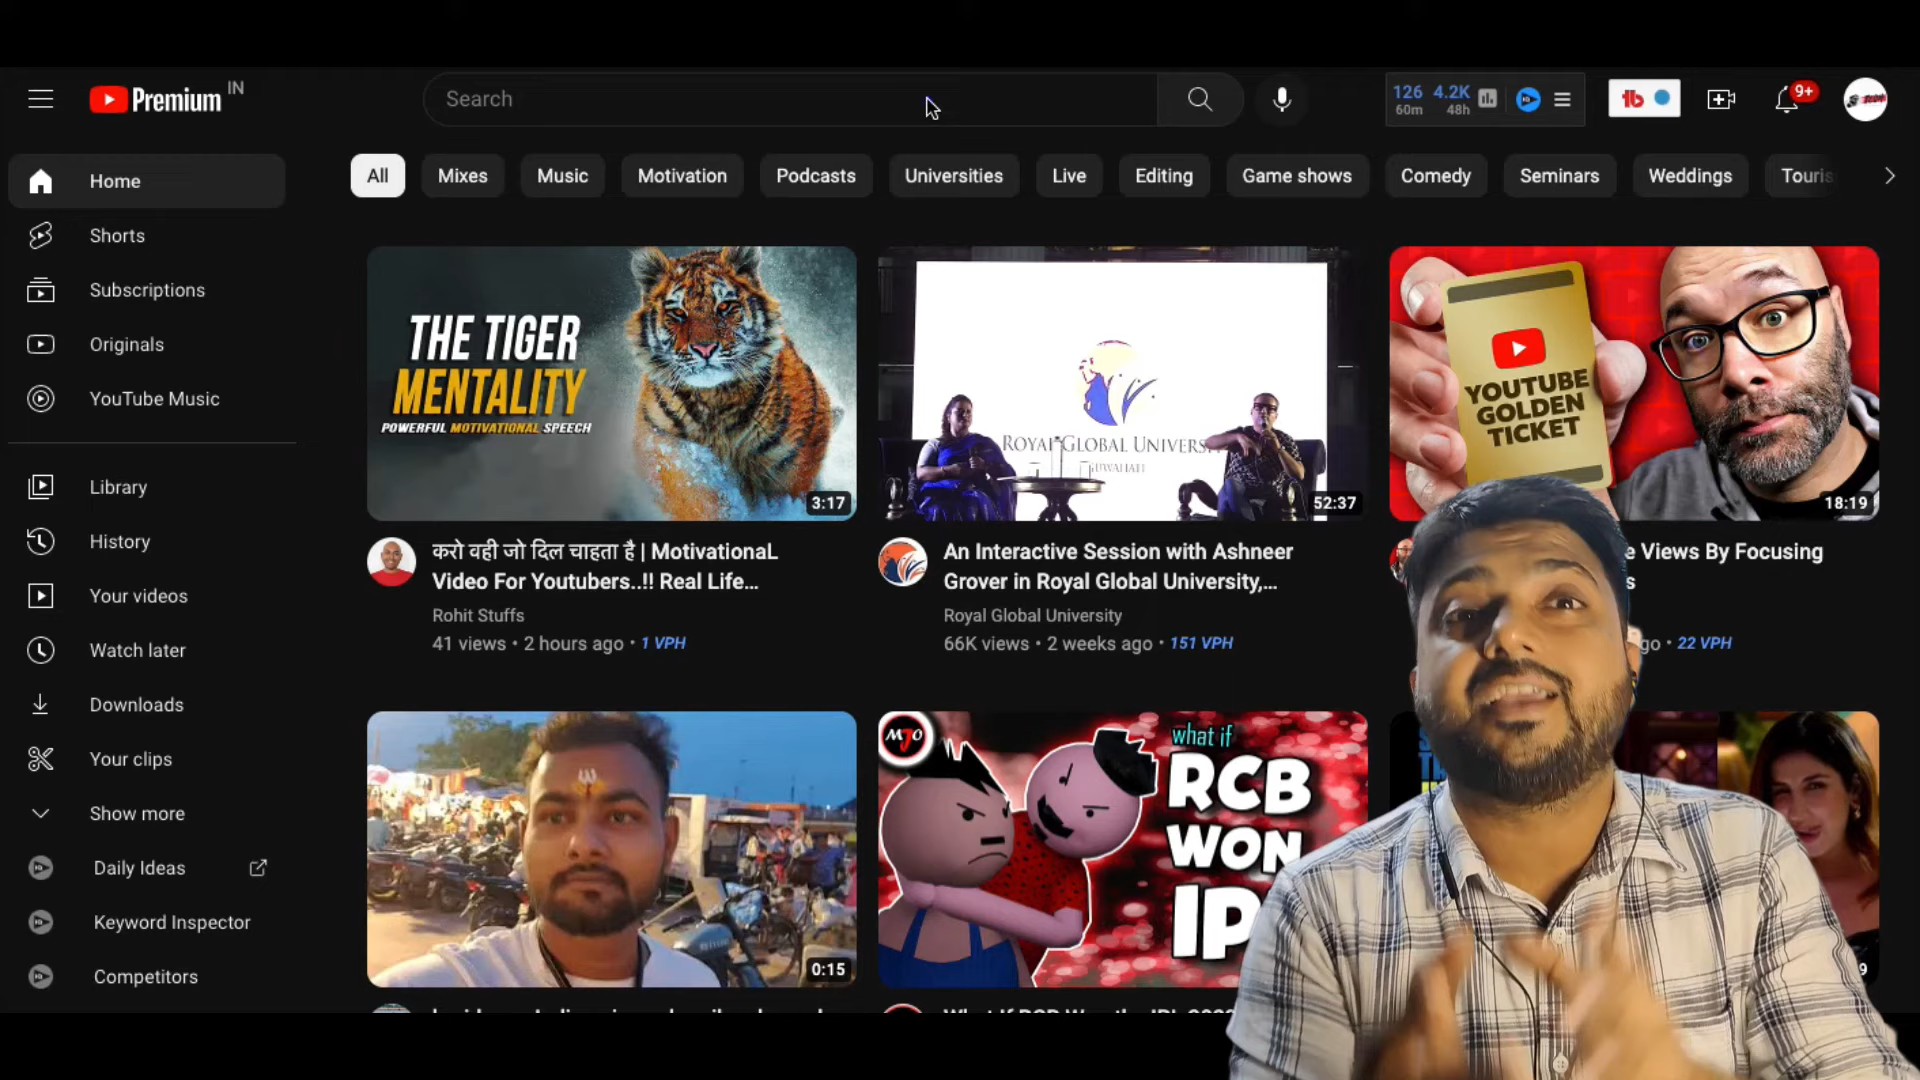 Premium IN
Search
126 4.2K
60m 48h
9+
Home
Shorts
Subscriptions
Originals
YouTube Music
Library
History
Your videos
Watch later
Downloads
Your clips
Show more
Daily Ideas
Keyword Inspector
Competitors
All Mixes Music Motivation Podcasts Universities Live Editing Game shows Comedy Seminars Weddings
THE TIGER
MENTALITY
POWERFUL MOTIVATIONAL SPEECH
3:17
करो वही जो दिल चाहता है | MotivationaL
Video For Youtubers..!! Real Life...
Rohit Stuffs
41 views • 2 hours ago • 1 VPH
ROYAL GLOBAL
52:37
An Interactive Session with Ashneer
Grover in Royal Global University,...
Royal Global University
66K views • 2 weeks ago • 151 VPH
YOUTUBE
GOLDEN
TICKET
18:19
Views By Focusing
22 VPH
0:15
MJO
what if
RCB
WON